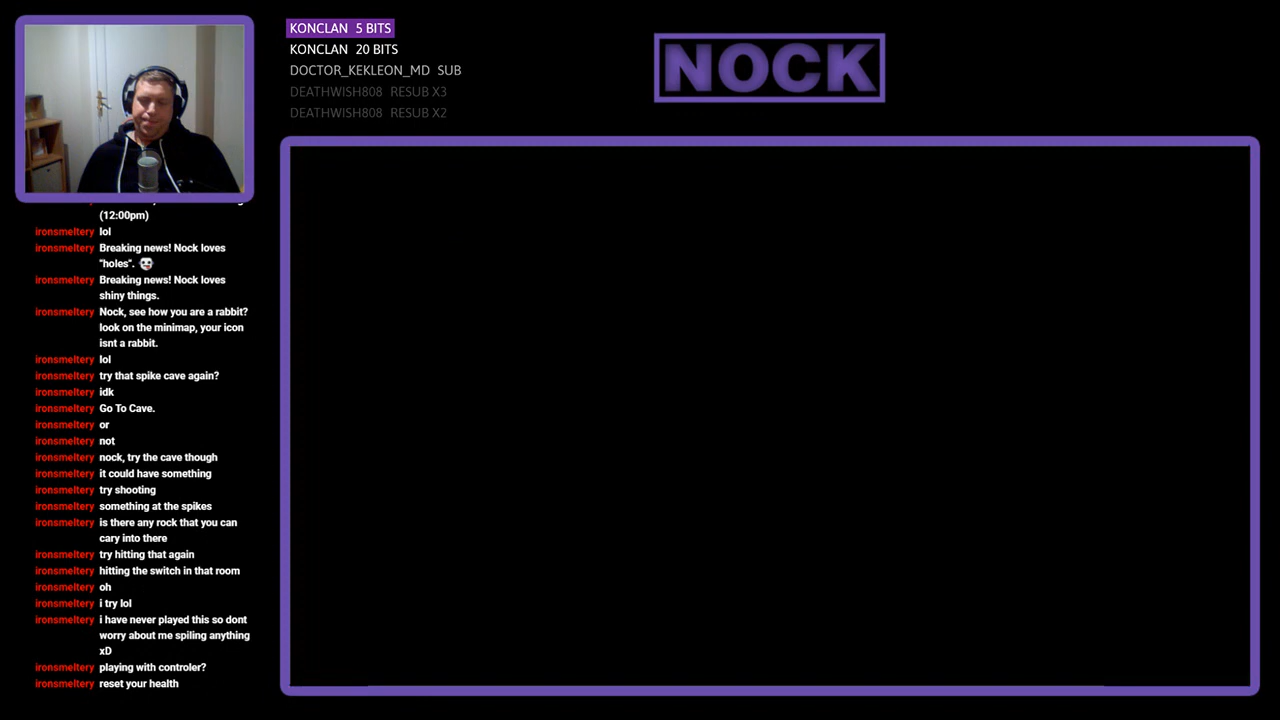 KONCLAN 5 BITS
KONCLAN 20 BITS
DOCTOR_KEKLEON_MD SUB
DEATHWISH808 RESUB X3
DEATHWISH808 RESUB X2
NOCK
(12:00pm)
ironsmeltery lol
ironsmeltery Breaking news! Nock loves
"holes".
ironsmeltery Breaking news! Nock loves
shiny things.
ironsmeltery Nock, see how you are a rabbit?
look on the minimap, your icon
isnt a rabbit.
ironsmeltery lol
ironsmeltery try that spike cave again?
ironsmeltery idk
ironsmeltery Go To Cave.
ironsmeltery or
ironsmeltery not
ironsmeltery nock, try the cave though
ironsmeltery it could have something
ironsmeltery try shooting
ironsmeltery something at the spikes
ironsmeltery is there any rock that you can
cary into there
ironsmeltery try hitting that again
ironsmeltery hitting the switch in that room
ironsmeltery oh
ironsmeltery i try lol
ironsmeltery i have never played this so dont
worry about me spiling anything
xD
ironsmeltery playing with controler?
ironsmeltery reset your health